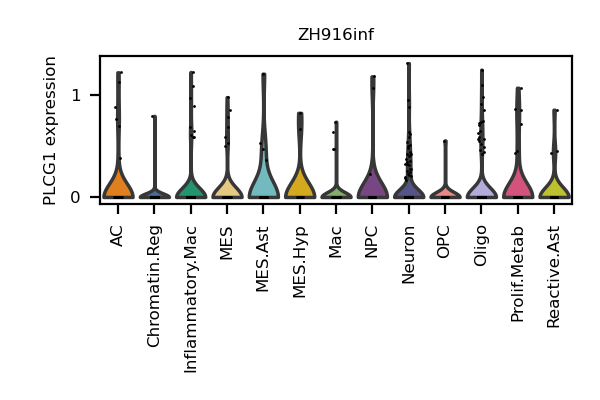 ZH916inf
PLCG1 expression
1
0
AC
Chromatin.Reg
Inflammatory.Mac
MES
MES.Ast
MES.Hyp
Mac
NPC
Neuron
OPC
Oligo
Prolif.Metab
Reactive.Ast